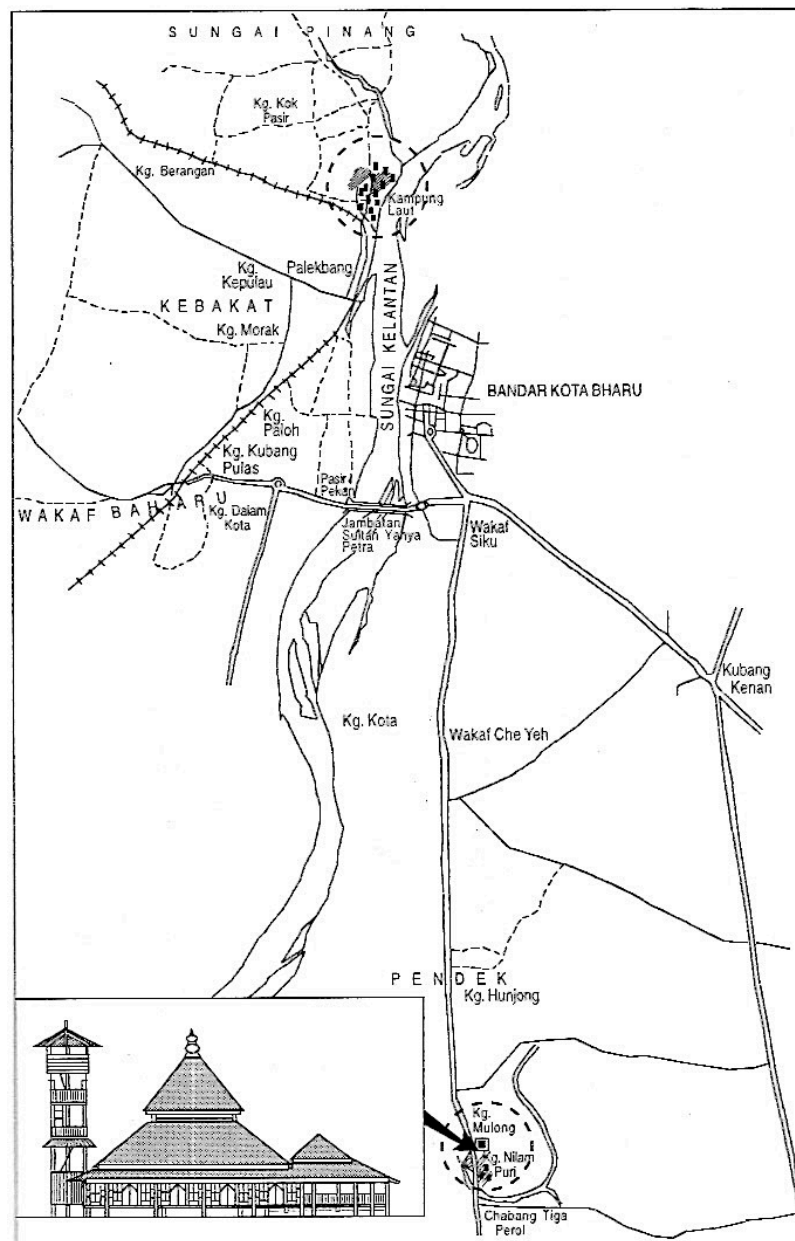 SUNGAI PINANG
Kg. Kok
Pasir
Kg. Berangan
Kampung
Laut
Kg.
Kepulau
Palekbang
KEBAKAT
Kg. Morak
SUNGAI KELANTAN
BANDAR KOTA BHARU
Kg.
Paloh
Kg. Kubang
Pulas
Pasir
Pekan
WAKAF BAHARU
Kg. Dalam
Kota
Jambatan
Sultan Yahya
Petra
Wakaf
Siku
Kubang
Kenan
Kg. Kota
Wakaf Che Yeh
PENDEK
Kg. Hunjong
Kg.
Mulong
Kg. Nilam
Puri
Chabang Tiga
Perol